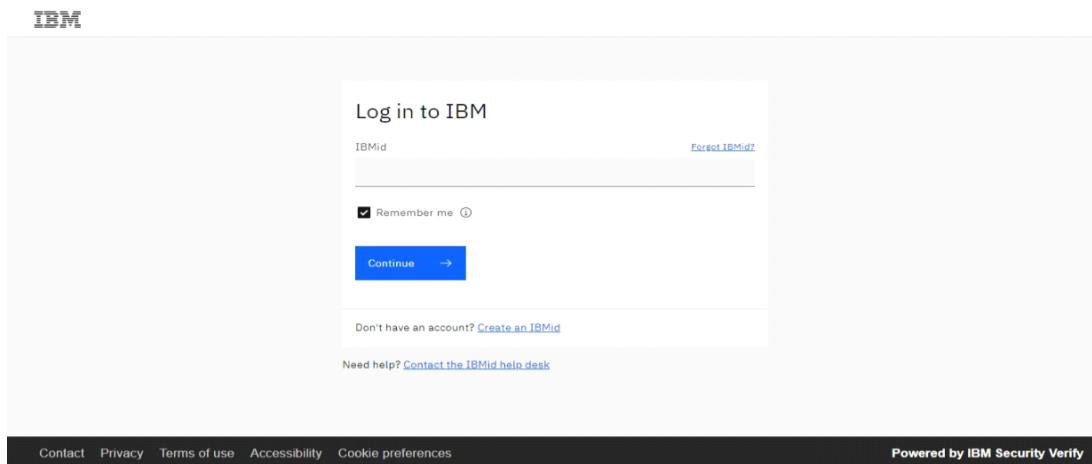 IBM
Log in to IBM
IBMid Forgot IBMid?
Remember me
Continue
Don't have an account? Create an IBMid
Need help? Contact the IBMid help desk
Contact Privacy Terms of use Accessibility Cookie preferences Powered by IBM Security Verify